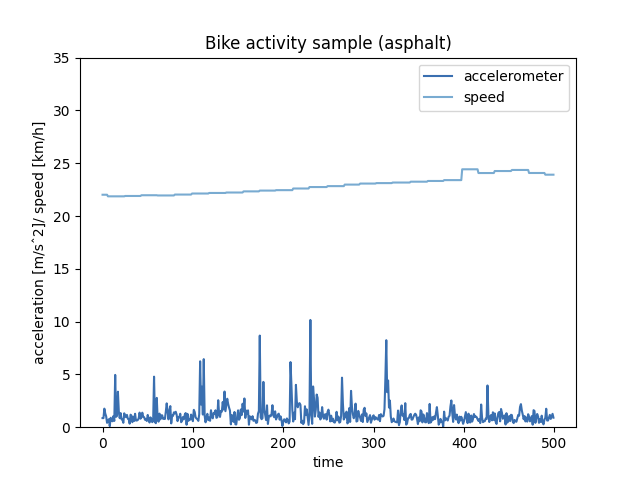 Bike activity sample (asphalt)
accelerometer
speed
acceleration [m/sˆ2]/ speed [km/h]
35
30
25
20
15
10
5
0
0 100 200 300 400 500
time